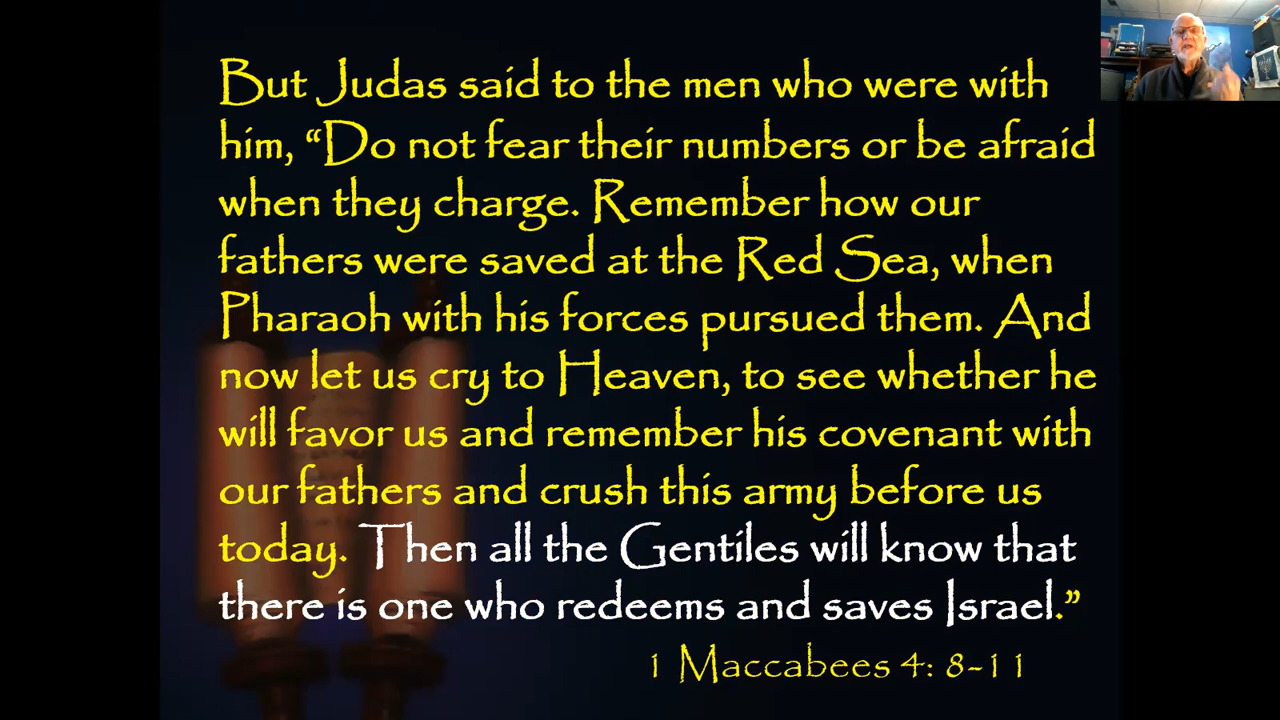 But Judas said to the men who were with
him, “Do not fear their numbers or be afraid
when they charge. Remember how our
fathers were saved at the Red Sea, when
Pharaoh with his forces pursued them. And
now let us cry to Heaven, to see whether he
will favor us and remember his covenant with
our fathers and crush this army before us
today. Then all the Gentiles will know that
there is one who redeems and saves Israel.”
1 Maccabees 4: 8-11